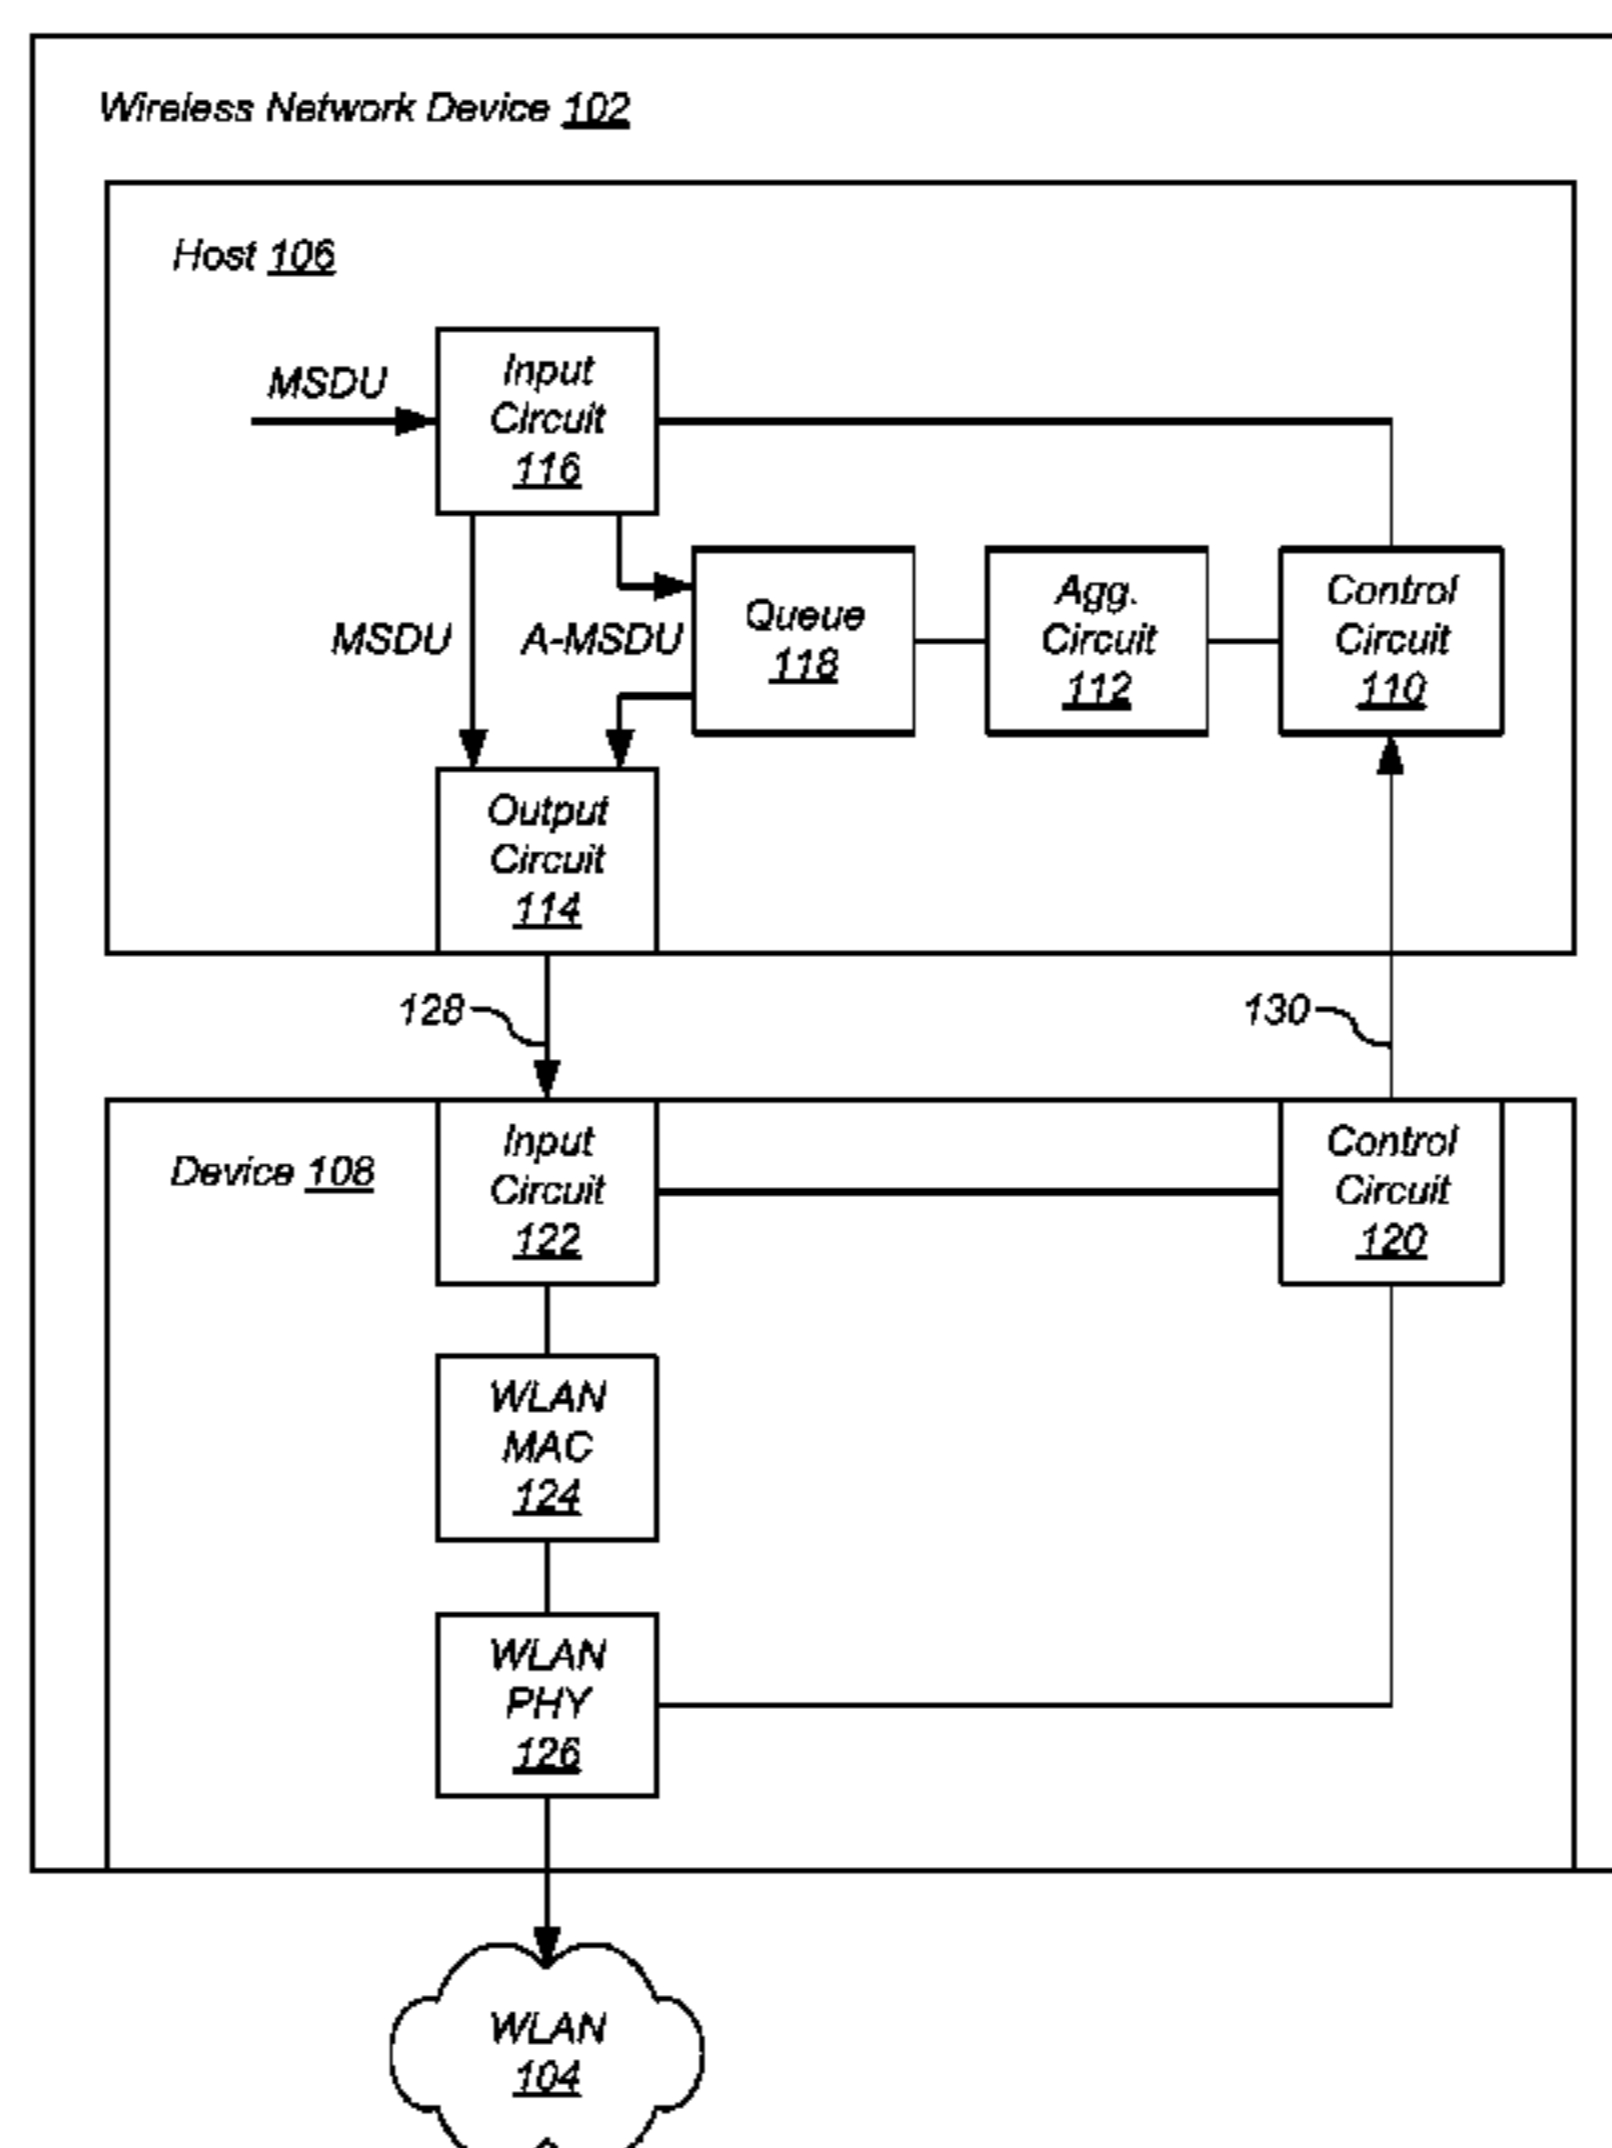 Wireless Network Device 102
Host 106
MSDU
Input
Circuit
116
MSDU
A-MSDU
Queue
118
Agg.
Circuit
112
Control
Circuit
110
Output
Circuit
114
128
130
Device 108
Input
Circuit
122
Control
Circuit
120
WLAN
MAC
124
WLAN
PHY
126
WLAN
104